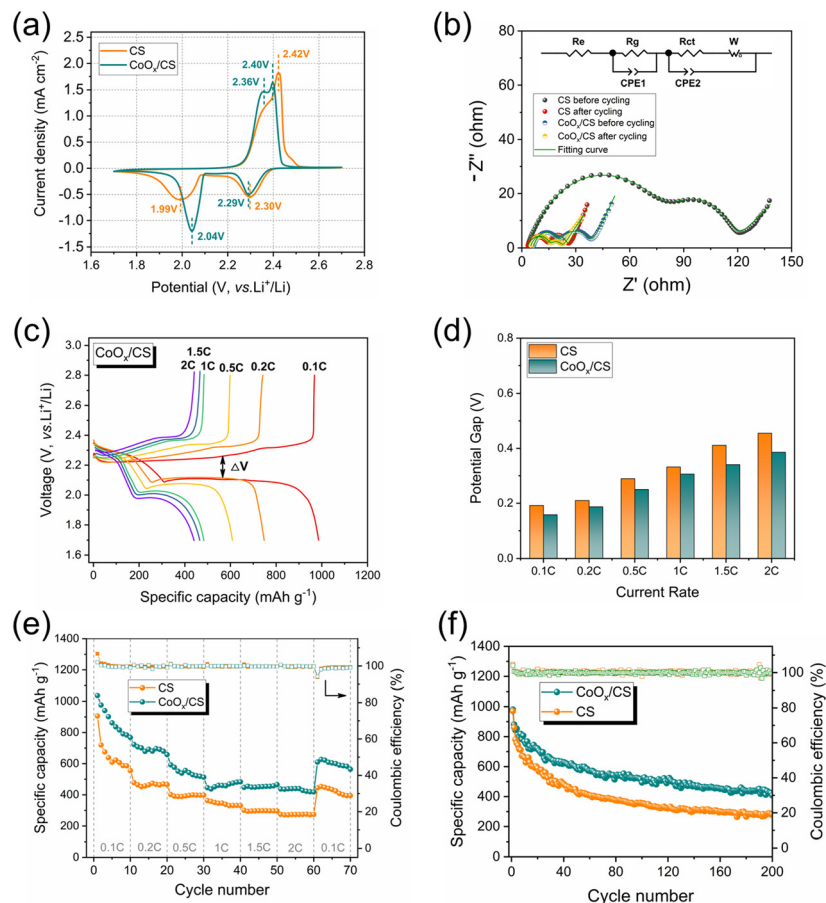 (a)
CS
CoOₓ/CS
2.42V
2.40V
2.36V
1.99V
2.04V
2.29V
2.30V
2.5
2.0
1.5
1.0
0.5
0.0
-0.5
-1.0
-1.5
Current density (mA cm⁻²)
1.6 1.8 2.0 2.2 2.4 2.6 2.8
Potential (V, vs.Li⁺/Li)
(b)
Re Rg Rct W
CPE1 CPE2
CS before cycling
CS after cycling
CoOₓ/CS before cycling
CoOₓ/CS after cycling
Fitting curve
80
60
40
20
0
- Z'' (ohm)
0 30 60 90 120 150
Z' (ohm)
(c)
CoOₓ/CS
1.5C
2C 1C 0.5C 0.2C 0.1C
△V
3.0
2.8
2.6
2.4
2.2
2.0
1.8
1.6
Voltage (V, vs.Li⁺/Li)
0 200 400 600 800 1000 1200
Specific capacity (mAh g⁻¹)
(d)
CS
CoOₓ/CS
0.8
0.6
0.4
0.2
0.0
Potential Gap (V)
0.1C 0.2C 0.5C 1C 1.5C 2C
Current Rate
(e)
CS
CoOₓ/CS
1400
1200
1000
800
600
400
200
0
Specific capacity (mAh g⁻¹)
100
80
60
40
20
0
Coulombic efficiency (%)
0.1C 0.2C 0.5C 1C 1.5C 2C 0.1C
0 10 20 30 40 50 60 70
Cycle number
(f)
CoOₓ/CS
CS
1400
1200
1000
800
600
400
200
0
Specific capacity (mAh g⁻¹)
100
80
60
40
20
0
Coulombic efficiency (%)
0 40 80 120 160 200
Cycle number